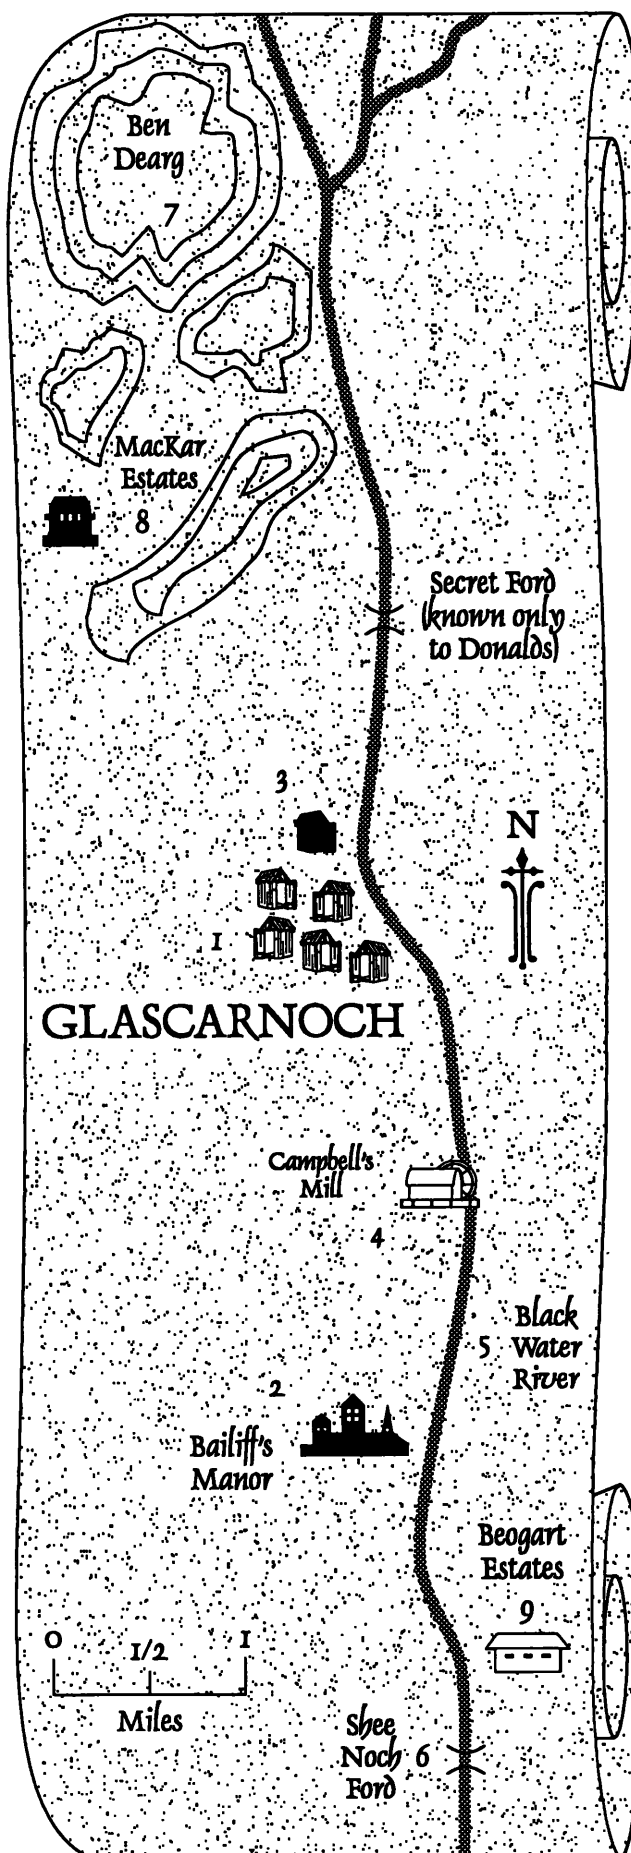 Ben
Dearg
7
MacKar
Estates
8
Secret Ford
(known only
to Donalds)
3
N
1
GLASCARNOCH
Campbell's
Mill
4
Black
5 Water
River
2
Bailiff's
Manor
Beogart
Estates
9
0 1/2 1
Miles
Shee
Noch 6
Ford